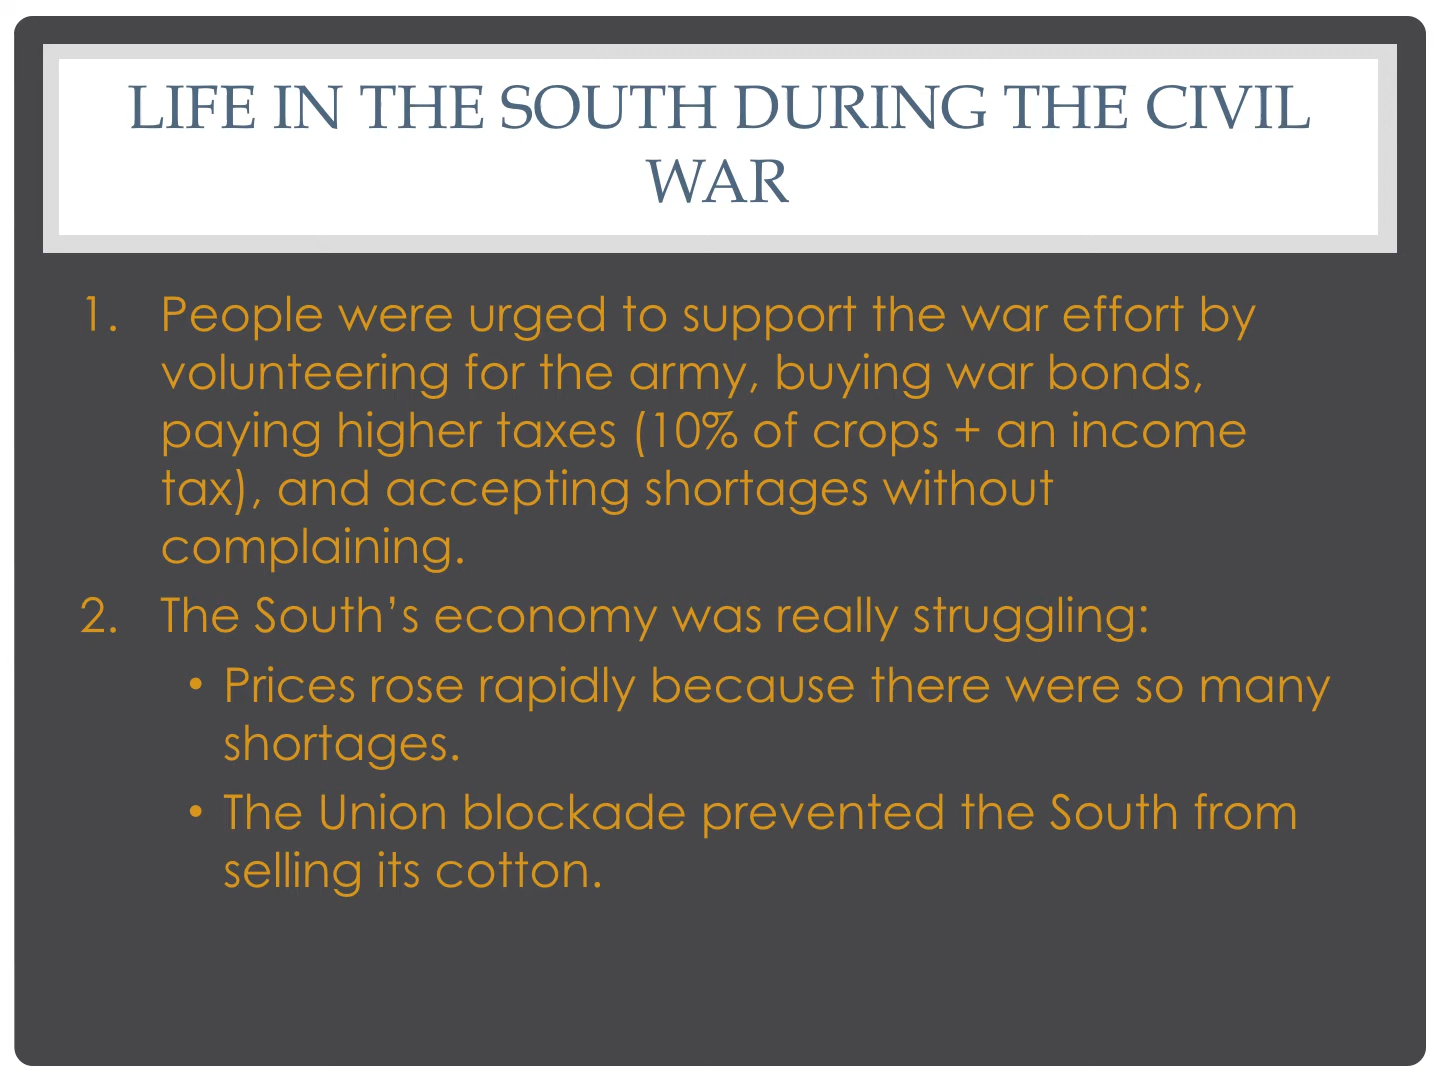 LIFE IN THE SOUTH DURING THE CIVIL
WAR
1. People were urged to support the war effort by
volunteering for the army, buying war bonds,
paying higher taxes (10% of crops + an income
tax), and accepting shortages without
complaining.
2. The South’s economy was really struggling:
• Prices rose rapidly because there were so many
shortages.
• The Union blockade prevented the South from
selling its cotton.